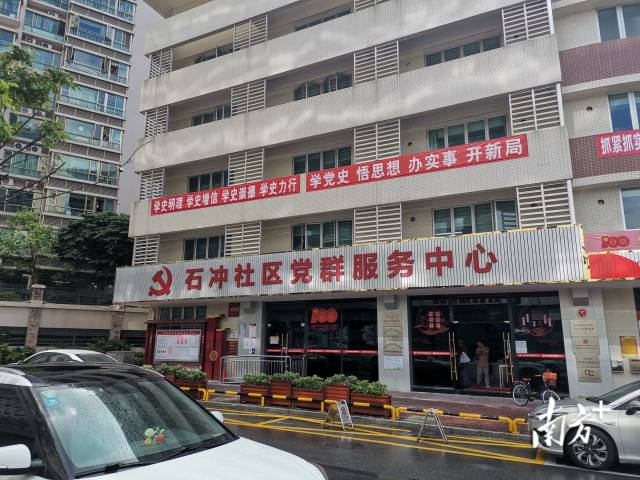 学史明理 学史增信 学史崇德 学史力行
学党史 悟思想 办实事 开新局
抓紧抓实
石冲社区党群服务中心
100
南方+